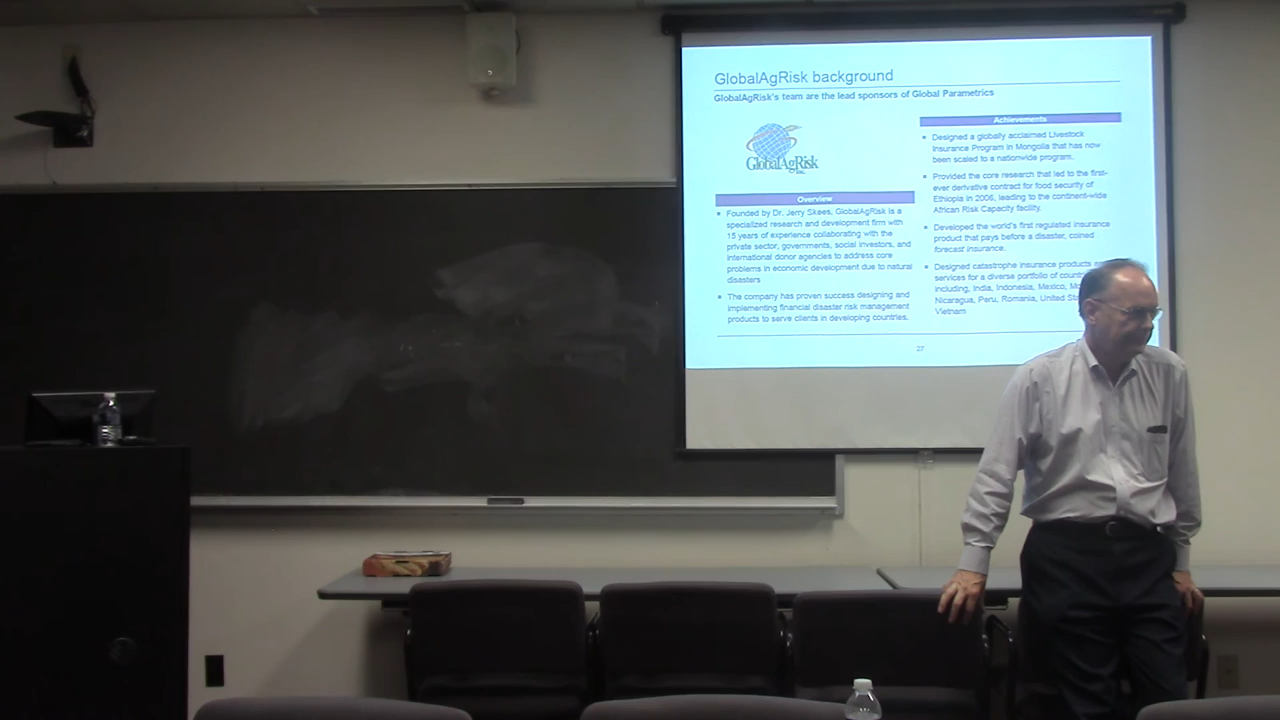 GlobalAgRisk background
GlobalAgRisk's team are the lead sponsors of Global Parametrics
GlobalAgRisk
Inc.
Overview
▪ Founded by Dr. Jerry Skees, GlobalAgRisk is a
specialized research and development firm with
15 years of experience collaborating with the
private sector, governments, social investors, and
international donor agencies to address core
problems in economic development due to natural
disasters
▪ The company has proven success designing and
implementing financial disaster risk management
products to serve clients in developing countries.
Achievements
▪ Designed a globally acclaimed Livestock
Insurance Program in Mongolia that has now
been scaled to a nationwide program.
▪ Provided the core research that led to the first-
ever derivative contract for food security of
Ethiopia in 2006, leading to the continent-wide
African Risk Capacity facility.
▪ Developed the world's first regulated insurance
product that pays before a disaster, coined
forecast insurance.
▪ Designed catastrophe insurance products
services for a diverse portfolio of
including, India, Indonesia, Mexico,
Nicaragua, Peru, Romania, United
Vietnam
27